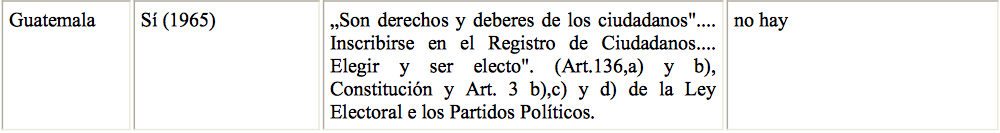 Guatemala
Sí (1965)
„Son derechos y deberes de los ciudadanos"....
Inscribirse en el Registro de Ciudadanos....
Elegir y ser electo". (Art.136,a) y b),
Constitución y Art. 3 b),c) y d) de la Ley
Electoral e los Partidos Políticos.
no hay